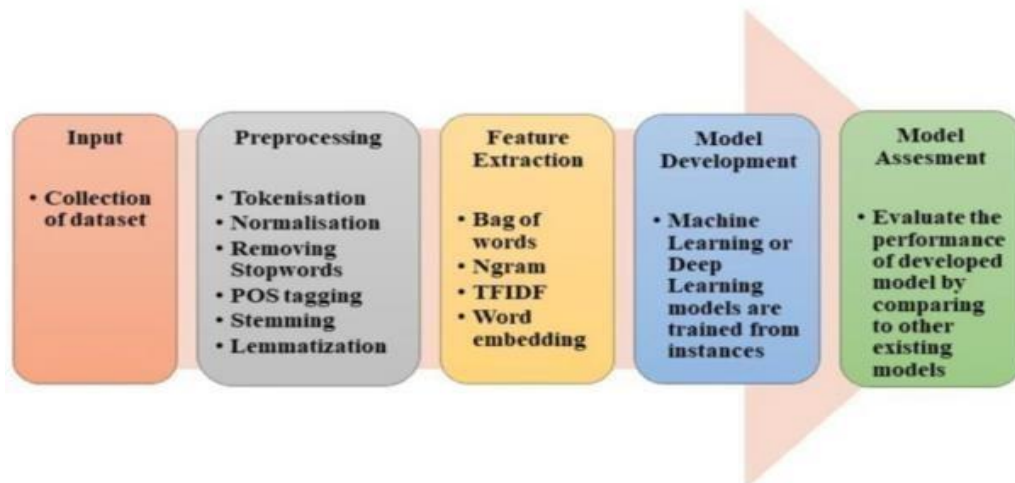 Input
• Collection
of dataset
Preprocessing
• Tokenisation
• Normalisation
• Removing
Stopwords
• POS tagging
• Stemming
• Lemmatization
Feature
Extraction
• Bag of
words
• Ngram
• TFIDF
• Word
embedding
Model
Development
• Machine
Learning or
Deep
Learning
models are
trained from
instances
Model
Assesment
• Evaluate the
performance
of developed
model by
comparing
to other
existing
models